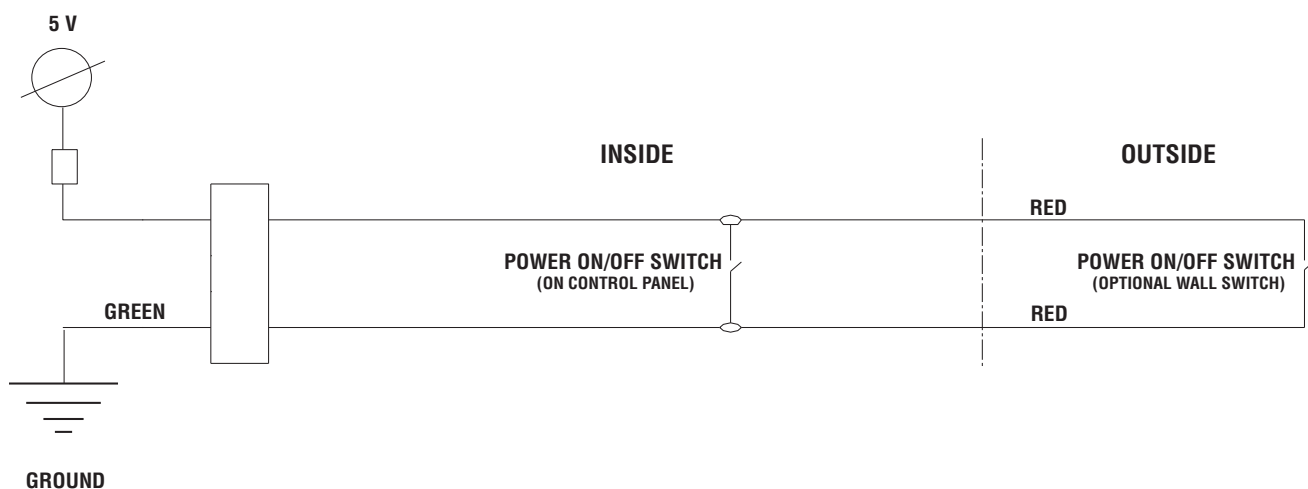 5 V
INSIDE
OUTSIDE
RED
POWER ON/OFF SWITCH
(ON CONTROL PANEL)
POWER ON/OFF SWITCH
(OPTIONAL WALL SWITCH)
GREEN
RED
GROUND